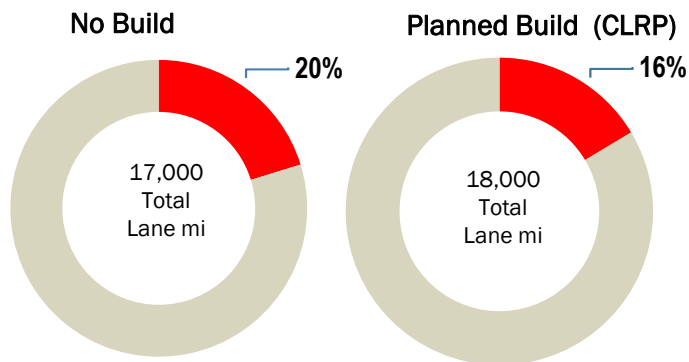 No Build
20%
17,000
Total
Lane mi
Planned Build (CLRP)
16%
18,000
Total
Lane mi